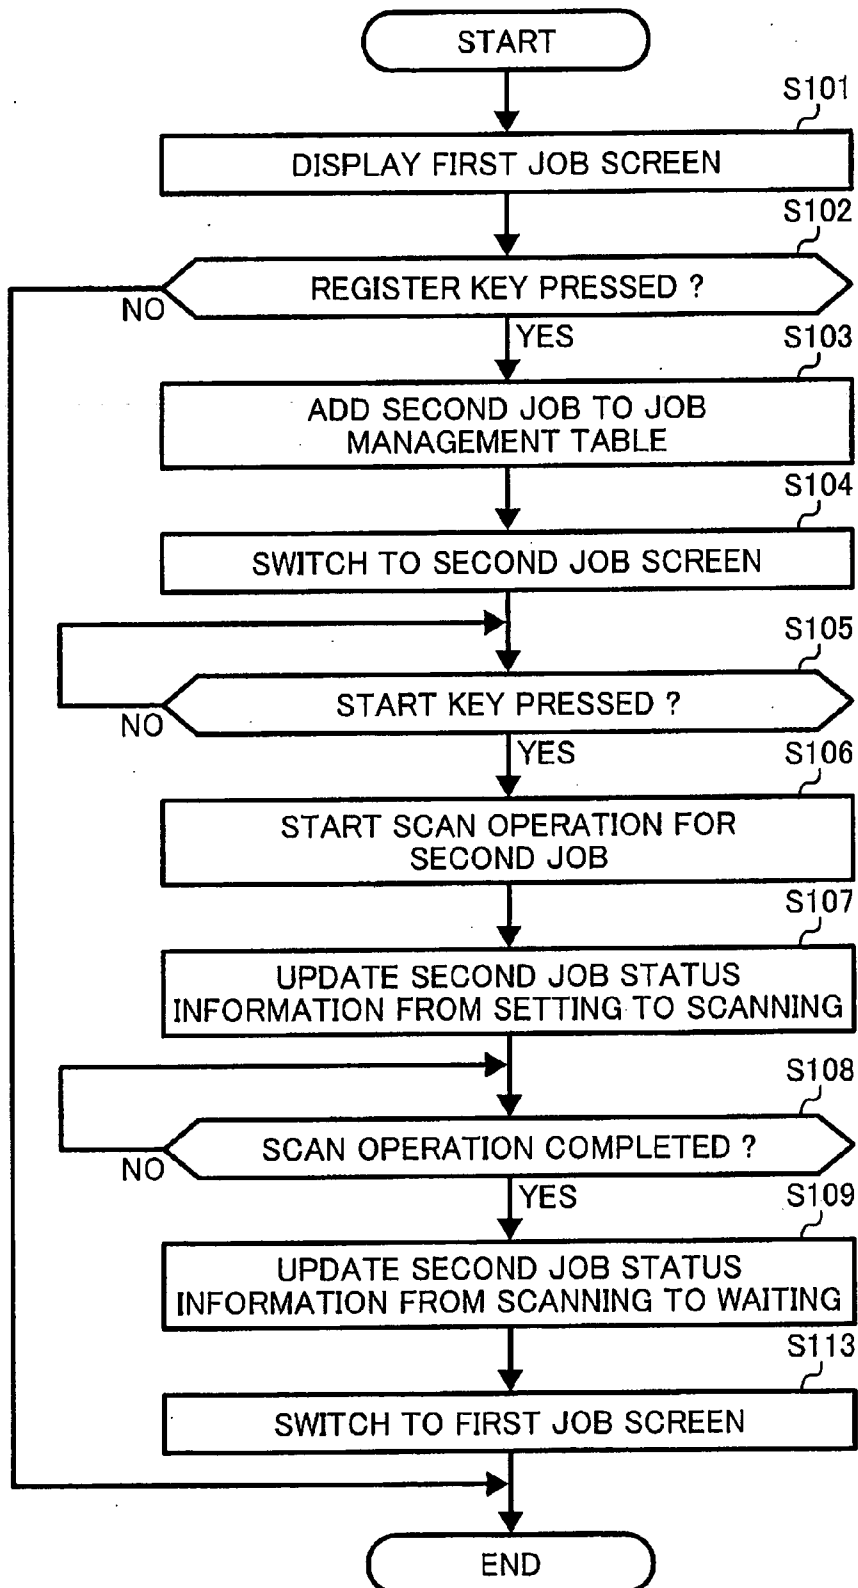 START
S101
DISPLAY FIRST JOB SCREEN
S102
REGISTER KEY PRESSED ?
NO
YES
S103
ADD SECOND JOB TO JOB
MANAGEMENT TABLE
S104
SWITCH TO SECOND JOB SCREEN
S105
START KEY PRESSED ?
NO
YES
S106
START SCAN OPERATION FOR
SECOND JOB
S107
UPDATE SECOND JOB STATUS
INFORMATION FROM SETTING TO SCANNING
S108
SCAN OPERATION COMPLETED ?
NO
YES
S109
UPDATE SECOND JOB STATUS
INFORMATION FROM SCANNING TO WAITING
S113
SWITCH TO FIRST JOB SCREEN
END